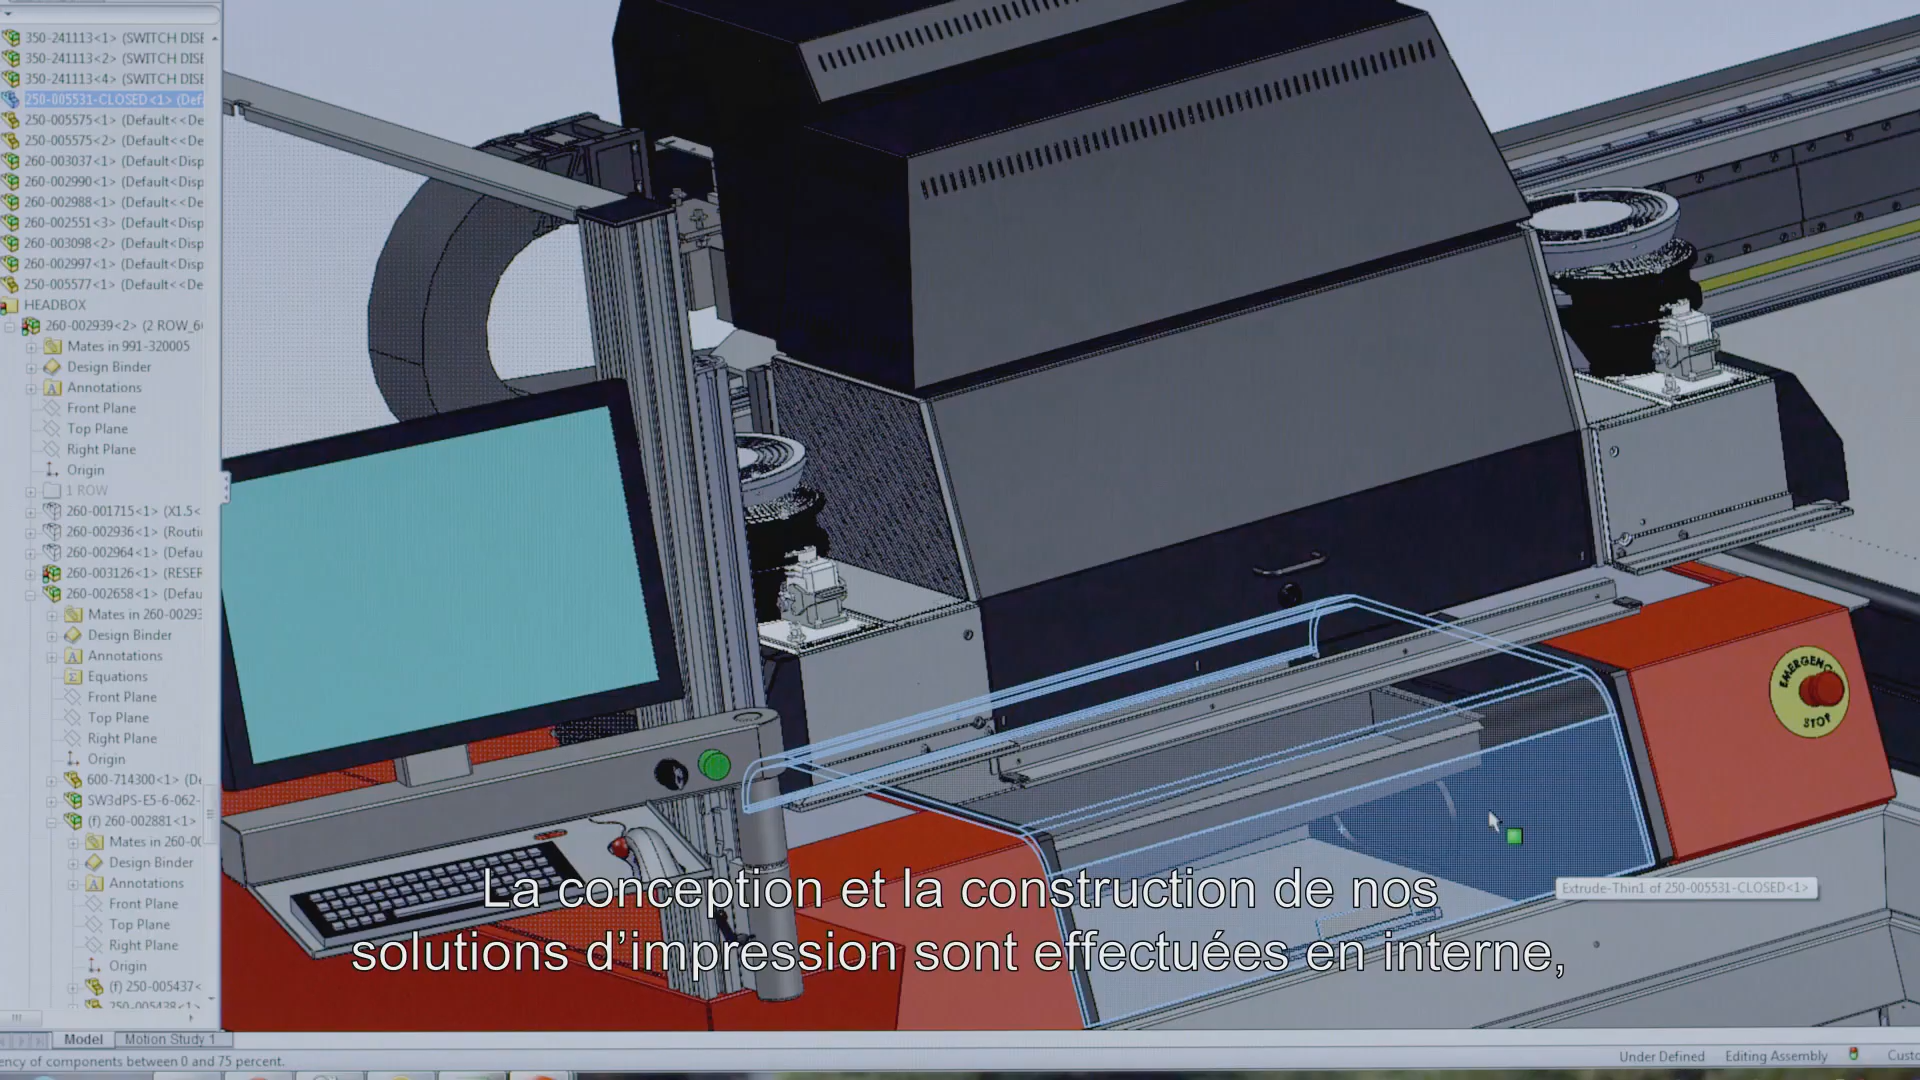 350-241113<1> (SWITCH DISE
350-241113<2> (SWITCH DISE
350-241113<4> (SWITCH DISE
250-005531-CLOSED<1> (Def
250-005575<1> (Default<<De
250-005575<2> (Default<<De
260-003037<1> (Default<Disp
260-002990<1> (Default<Disp
260-002988<1> (Default<<De
260-002551<3> (Default<Disp
260-003098<2> (Default<Disp
260-002997<1> (Default<Disp
250-005577<1> (Default<<De
HEADBOX
260-002939<2> (2 ROW_6
Mates in 991-320005
Design Binder
Annotations
Front Plane
Top Plane
Right Plane
Origin
1 ROW
260-001715<1> (X1.5<
260-002936<1> (Routi
260-002964<1> (Defau
260-003126<1> (RESER
260-002658<1> (Defau
Mates in 260-0029
Design Binder
Annotations
Equations
Front Plane
Top Plane
Right Plane
Origin
600-714300<1> (De
SW3dPS-E5-6-062-
(f) 260-002881<1>
Mates in 260-00
Design Binder
Annotations
Front Plane
Top Plane
Right Plane
Origin
(f) 250-005437<
250-005438<1>
EMERGENCY
STOP
Extrude-Thin1 of 250-005531-CLOSED<1>
La conception et la construction de nos
solutions d’impression sont effectuées en interne,
Model
Motion Study 1
ency of components between 0 and 75 percent.
Under Defined
Editing Assembly
Custo